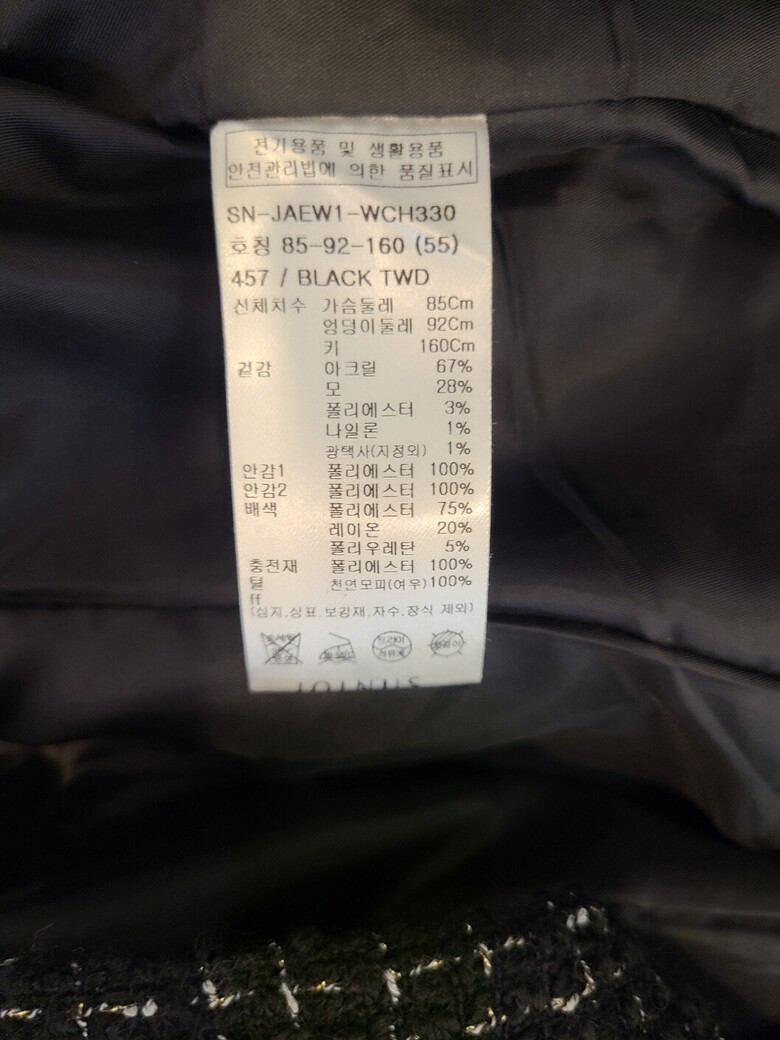 전기용품 및 생활용품
안전관리법에 의한 품질표시
SN-JAEW1-WCH330
호칭 85-92-160 (55)
457 / BLACK TWD
신체치수 가슴둘레 85Cm
엉덩이둘레 92Cm
키 160Cm
겉감 아크릴 67%
모 28%
폴리에스터 3%
나일론 1%
광택사(지정외) 1%
안감1 폴리에스터 100%
안감2 폴리에스터 100%
배색 폴리에스터 75%
레이온 20%
폴리우레탄 5%
충전재 폴리에스터 100%
털 천연모피(여우) 100%
ff
(심지,상표,보강재,자수,장식 제외)
드라이